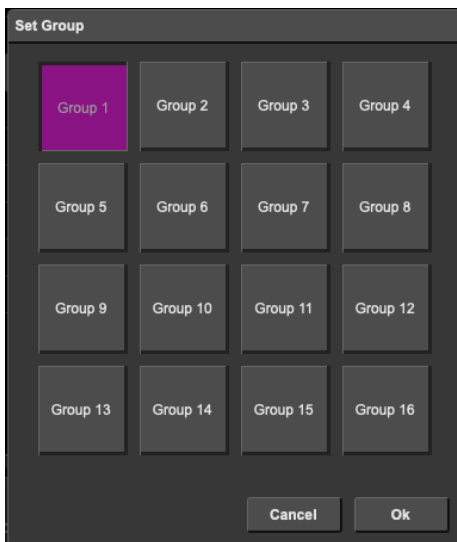 Set Group
Group 1 Group 2 Group 3 Group 4
Group 5 Group 6 Group 7 Group 8
Group 9 Group 10 Group 11 Group 12
Group 13 Group 14 Group 15 Group 16
Cancel Ok